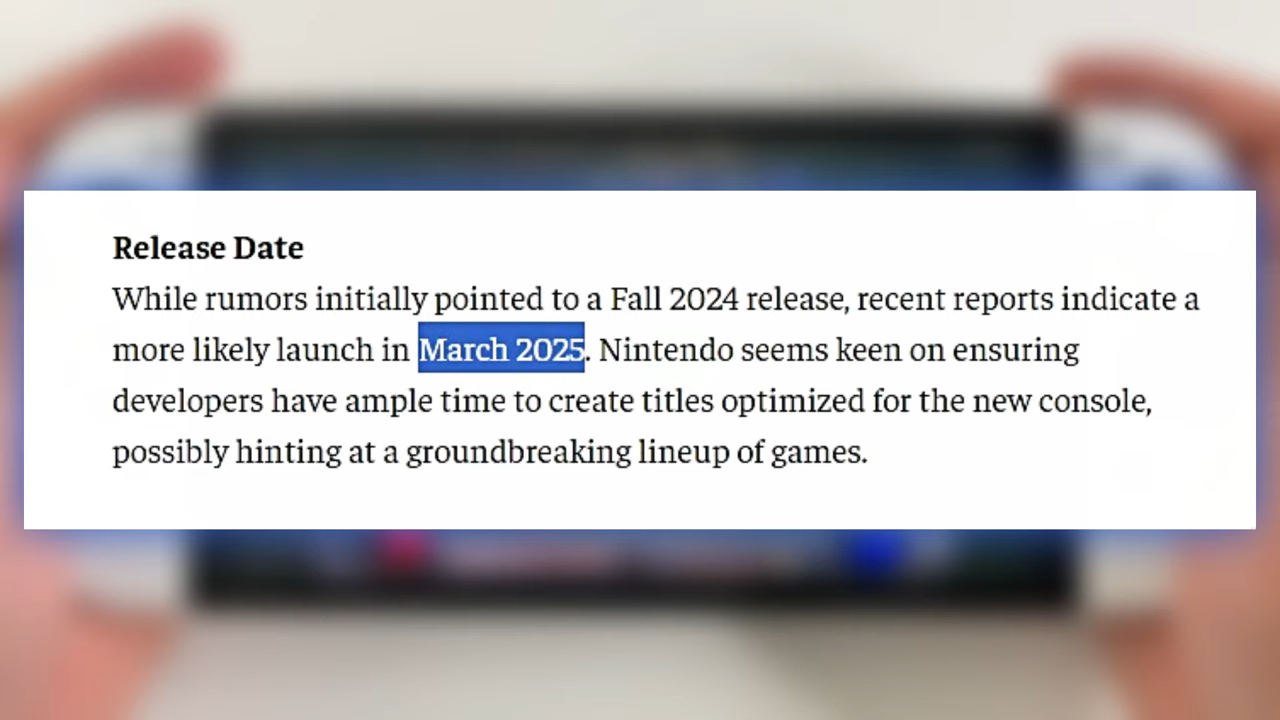 Release Date
While rumors initially pointed to a Fall 2024 release, recent reports indicate a
more likely launch in March 2025. Nintendo seems keen on ensuring
developers have ample time to create titles optimized for the new console,
possibly hinting at a groundbreaking lineup of games.